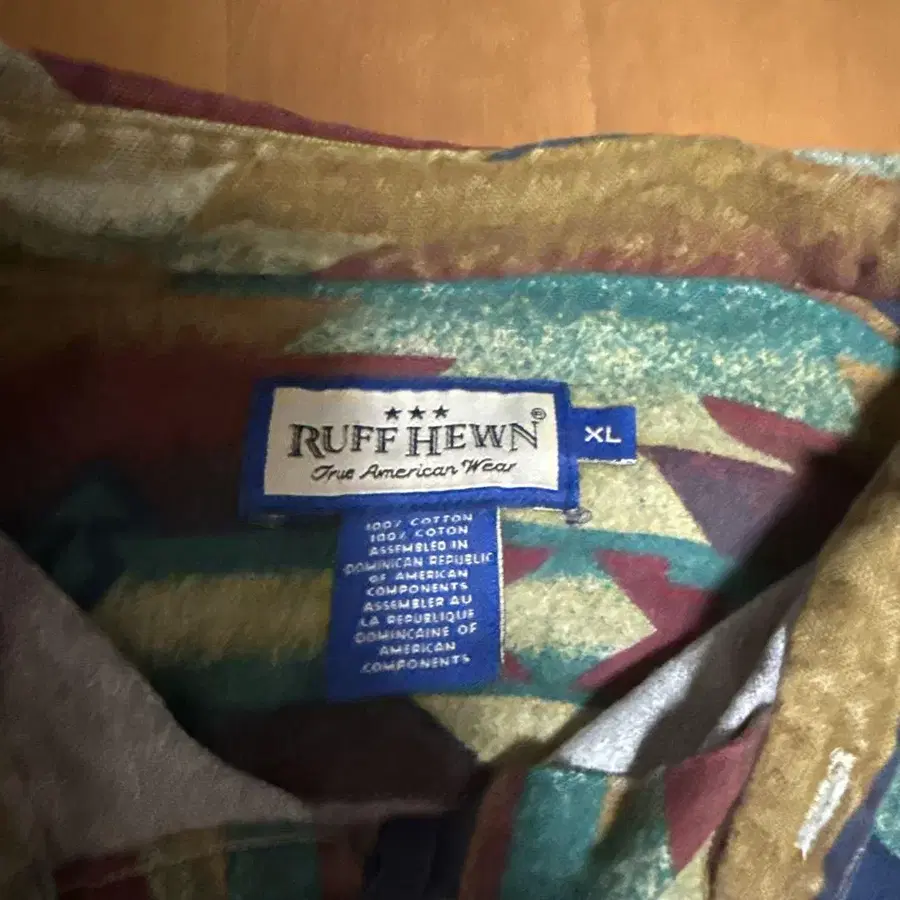 RUFF HEWN®
XL
True American Wear
100% COTTON
100% COTON
ASSEMBLED IN
DOMINICAN REPUBLIC
OF AMERICAN
COMPONENTS
ASSEMBLER AU
LA REPUBLIQUE
DOMINCAINE OF
AMERICAN
COMPONENTS